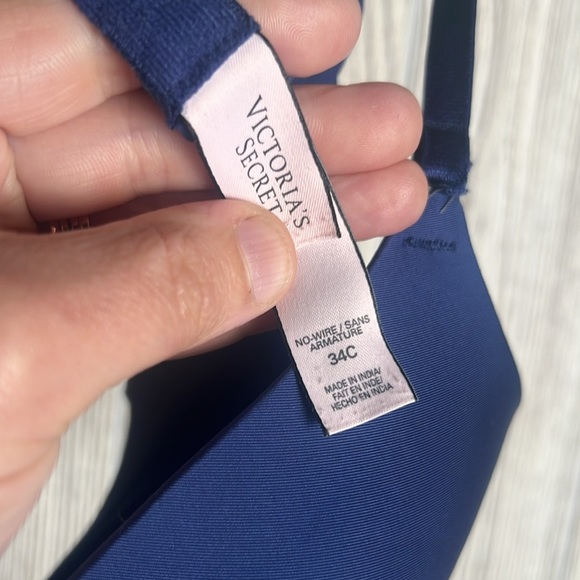 VICTORIA'S
SECRET
NO-WIRE / SANS
ARMATURE
34C
MADE IN INDIA/
FAIT EN INDE/
HECHO EN INDIA